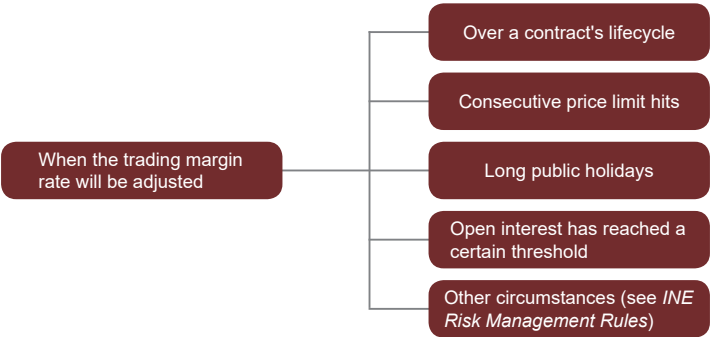 Over a contract's lifecycle
Consecutive price limit hits
When the trading margin
rate will be adjusted
Long public holidays
Open interest has reached a
certain threshold
Other circumstances (see INE
Risk Management Rules)